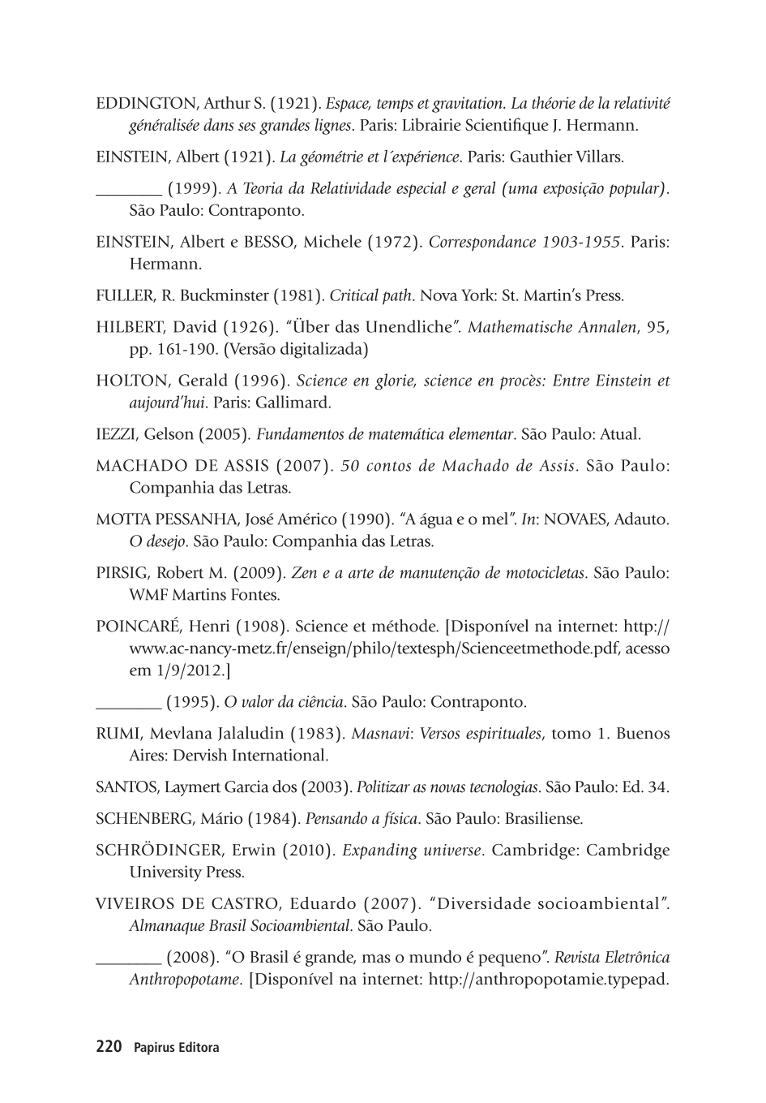 EDDINGTON, Arthur S. (1921). Espace, temps et gravitation. La théorie de la relativité
généralisée dans ses grandes lignes. Paris: Librairie Scientifique J. Hermann.
EINSTEIN, Albert (1921). La géométrie et l´expérience. Paris: Gauthier Villars.
________ (1999). A Teoria da Relatividade especial e geral (uma exposição popular).
São Paulo: Contraponto.
EINSTEIN, Albert e BESSO, Michele (1972). Correspondance 1903-1955. Paris:
Hermann.
FULLER, R. Buckminster (1981). Critical path. Nova York: St. Martin’s Press.
HILBERT, David (1926). “Über das Unendliche”. Mathematische Annalen, 95,
pp. 161-190. (Versão digitalizada)
HOLTON, Gerald (1996). Science en glorie, science en procès: Entre Einstein et
aujourd’hui. Paris: Gallimard.
IEZZI, Gelson (2005). Fundamentos de matemática elementar. São Paulo: Atual.
MACHADO DE ASSIS (2007). 50 contos de Machado de Assis. São Paulo:
Companhia das Letras.
MOTTA PESSANHA, José Américo (1990). “A água e o mel”. In: NOVAES, Adauto.
O desejo. São Paulo: Companhia das Letras.
PIRSIG, Robert M. (2009). Zen e a arte de manutenção de motocicletas. São Paulo:
WMF Martins Fontes.
POINCARÉ, Henri (1908). Science et méthode. [Disponível na internet: http://
www.ac-nancy-metz.fr/enseign/philo/textesph/Scienceetmethode.pdf, acesso
em 1/9/2012.]
________ (1995). O valor da ciência. São Paulo: Contraponto.
RUMI, Mevlana Jalaludin (1983). Masnavi: Versos espirituales, tomo 1. Buenos
Aires: Dervish International.
SANTOS, Laymert Garcia dos (2003). Politizar as novas tecnologias. São Paulo: Ed. 34.
SCHENBERG, Mário (1984). Pensando a física. São Paulo: Brasiliense.
SCHRÖDINGER, Erwin (2010). Expanding universe. Cambridge: Cambridge
University Press.
VIVEIROS DE CASTRO, Eduardo (2007). “Diversidade socioambiental”.
Almanaque Brasil Socioambiental. São Paulo.
________ (2008). “O Brasil é grande, mas o mundo é pequeno”. Revista Eletrônica
Anthropopotame. [Disponível na internet: http://anthropopotamie.typepad.
220 Papirus Editora